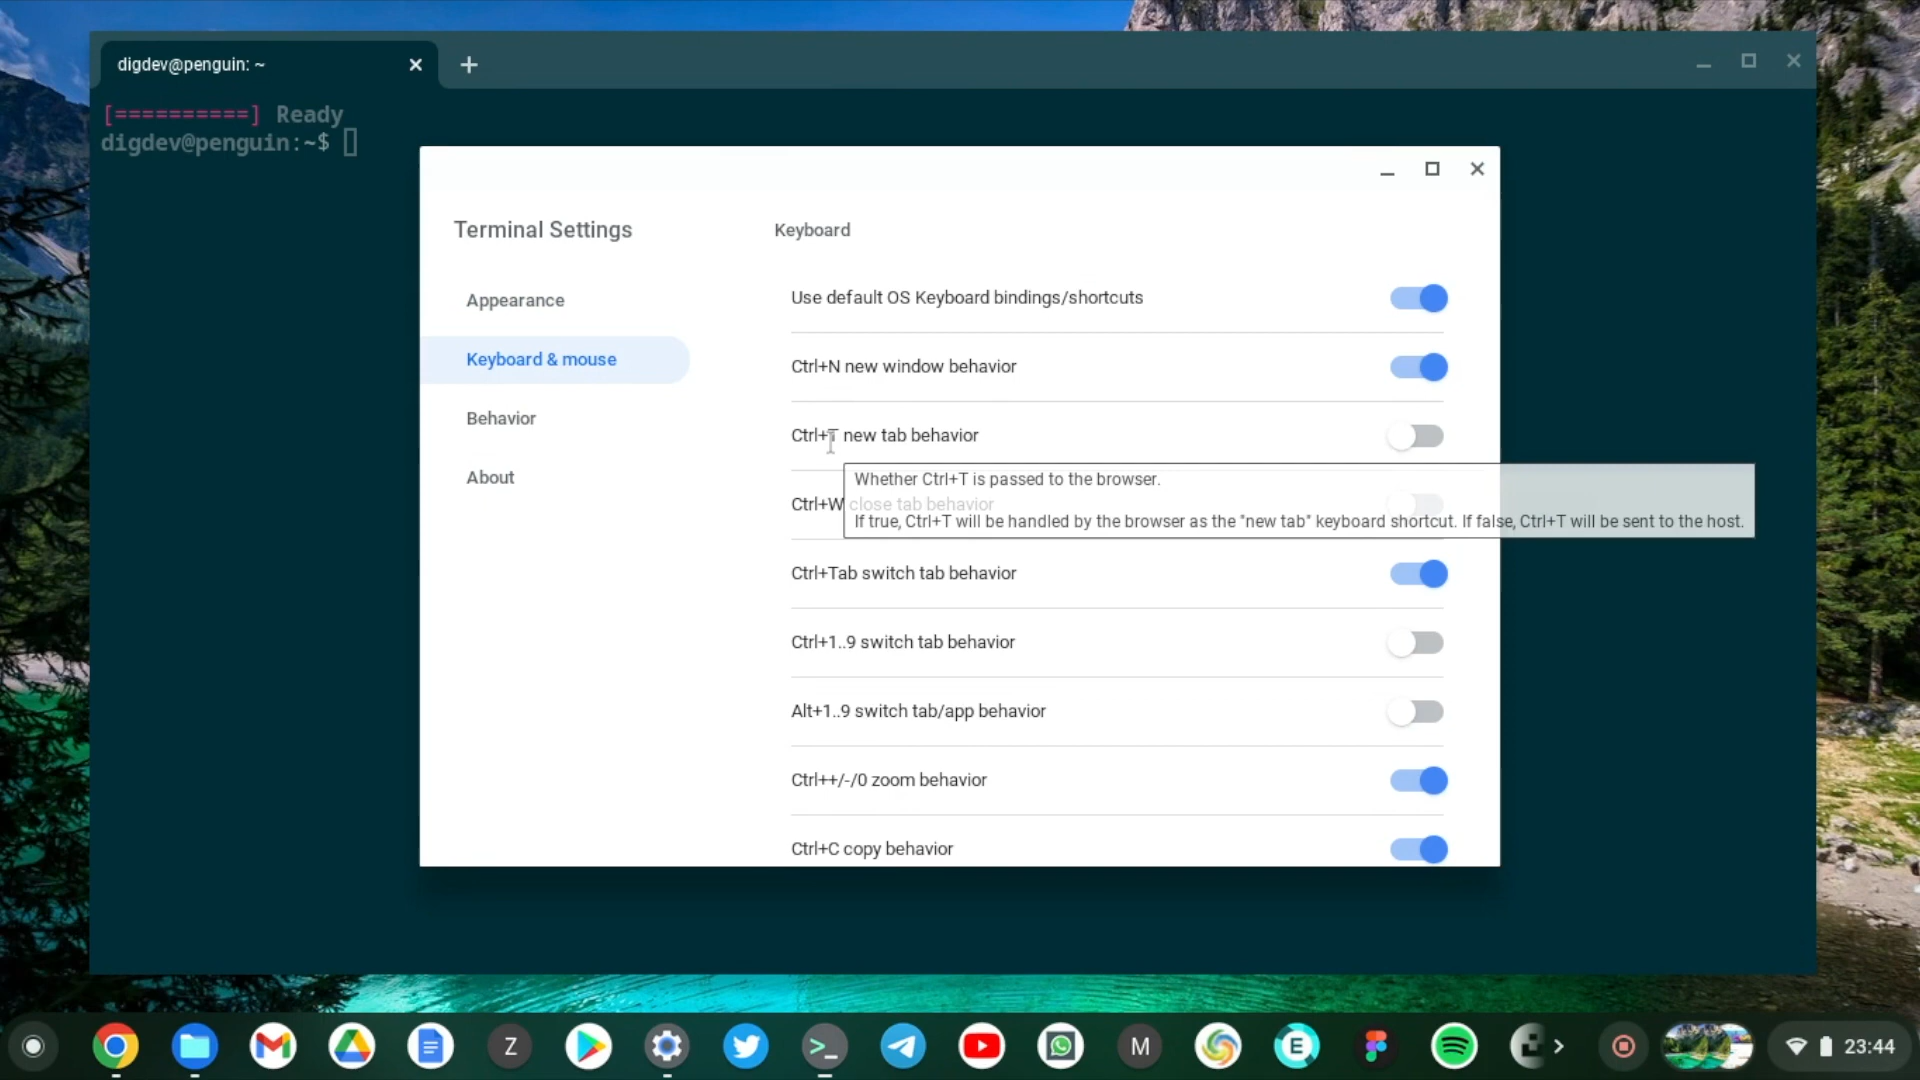 digdev@penguin: ~
[==========] Ready
digdev@penguin:~$
Terminal Settings
Appearance
Keyboard & mouse
Behavior
About
Keyboard
Use default OS Keyboard bindings/shortcuts
Ctrl+N new window behavior
Ctrl+T new tab behavior
Whether Ctrl+T is passed to the browser.
Ctrl+W close tab behavior
If true, Ctrl+T will be handled by the browser as the "new tab" keyboard shortcut. If false, Ctrl+T will be sent to the host.
Ctrl+Tab switch tab behavior
Ctrl+1..9 switch tab behavior
Alt+1..9 switch tab/app behavior
Ctrl++/-/0 zoom behavior
Ctrl+C copy behavior
Z
>_
M
E
23:44